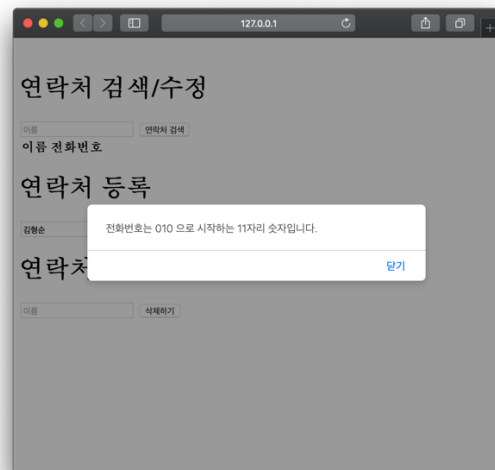 127.0.0.1
연락처 검색/수정
이름 연락처 검색
이름 전화번호
연락처 등록
김형순
전화번호는 010 으로 시작하는 11자리 숫자입니다.
닫기
연락처
이름 삭제하기